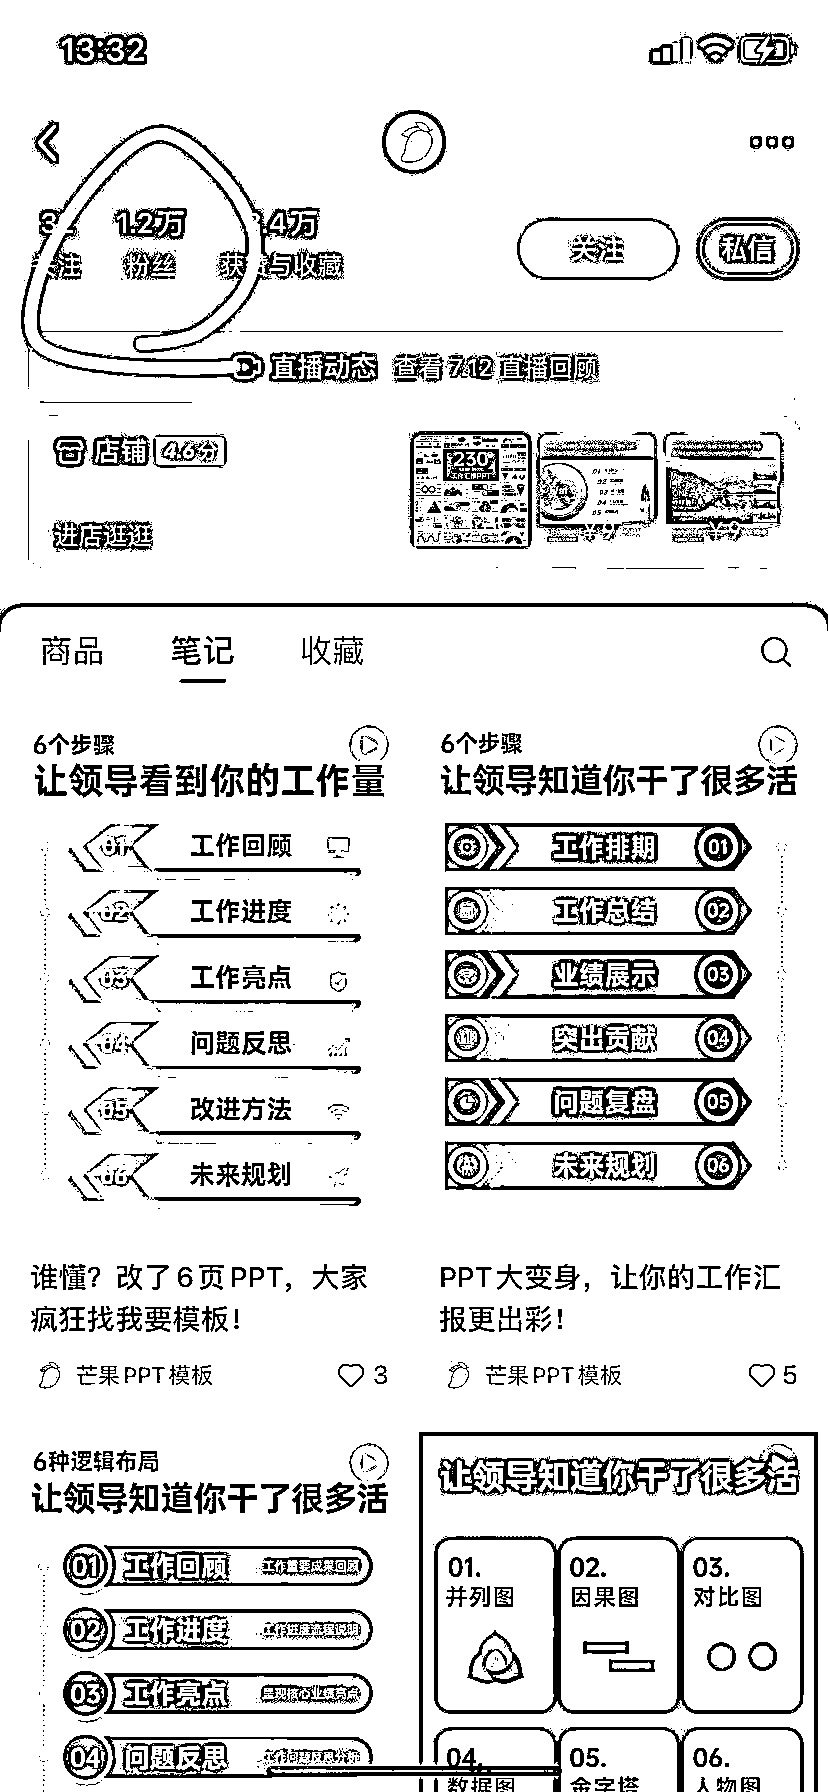 13:32
1.2万
粉丝 获赞与收藏
关注
私信
直播动态 查看 712 直播回顾
店铺 4.6分
进店逛逛
230
商品 笔记 收藏
6个步骤
让领导看到你的工作量
01 工作回顾
02 工作进度
03 工作亮点
04 问题反思
05 改进方法
06 未来规划
谁懂？改了6页PPT，大家
疯狂找我要模板！
芒果PPT模板 3
6个步骤
让领导知道你干了很多活
工作排期 01
工作总结 02
业绩展示 03
突出贡献 04
问题复盘 05
未来规划 06
PPT大变身，让你的工作汇
报更出彩！
芒果PPT模板 5
6种逻辑布局
让领导知道你干了很多活
01 工作回顾
02 工作进度
03 工作亮点
04 问题反思
让领导知道你干了很多活
01.
并列图
02.
因果图
03.
对比图
04.
数据图
05.
金字塔
06.
人物图